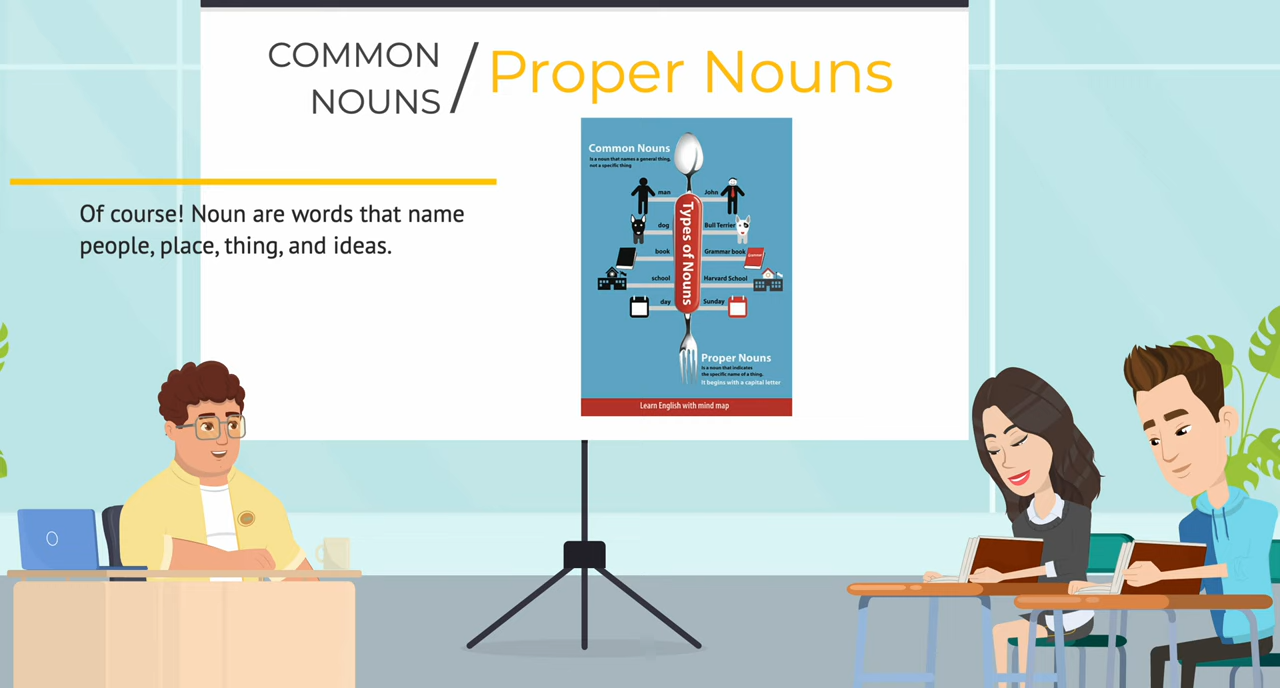 COMMON
NOUNS
/
Proper Nouns
Of course! Noun are words that name
people, place, thing, and ideas.
Common Nouns
Is a noun that names a general thing,
not a specific thing
man
John
dog
Bull Terrier
book
Grammar book
school
Harvard School
day
Sunday
Types of Nouns
Proper Nouns
Is a noun that indicates
the specific name of a thing.
It begins with a capital letter
Learn English with mind map